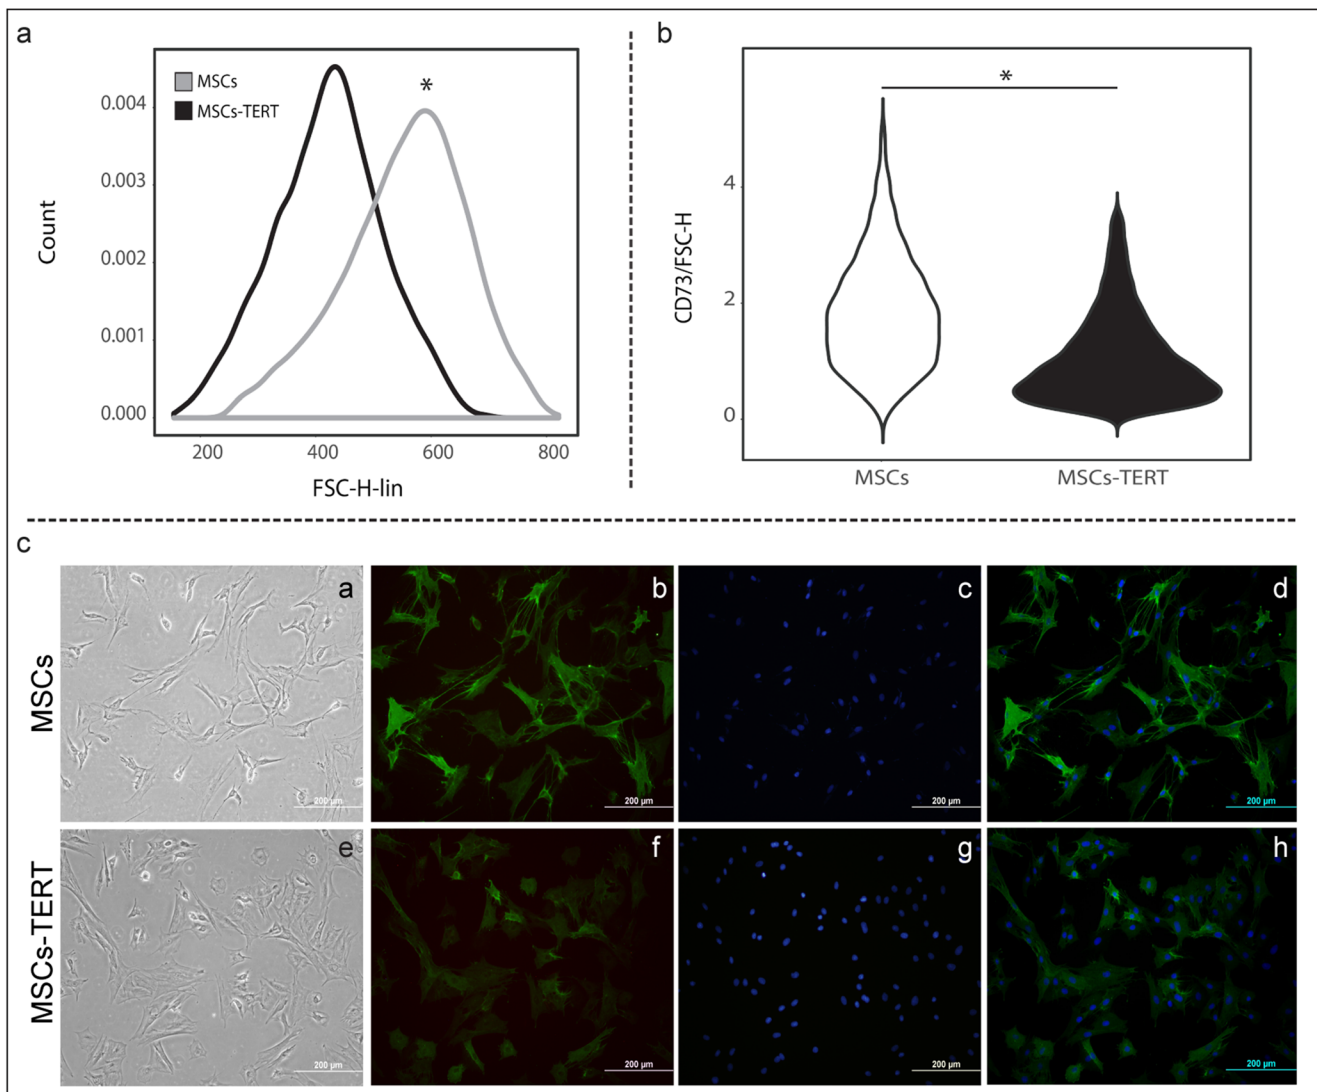 a
MSCs
MSCs-TERT
*
0.004
0.003
0.002
0.001
0.000
Count
200 400 600 800
FSC-H-lin
b
*
4
2
0
CD73/FSC-H
MSCs MSCs-TERT
c
MSCs
a b c d
200 µm 200 µm 200 µm 200 µm
MSCs-TERT
e f g h
200 µm 200 µm 200 µm 200 µm